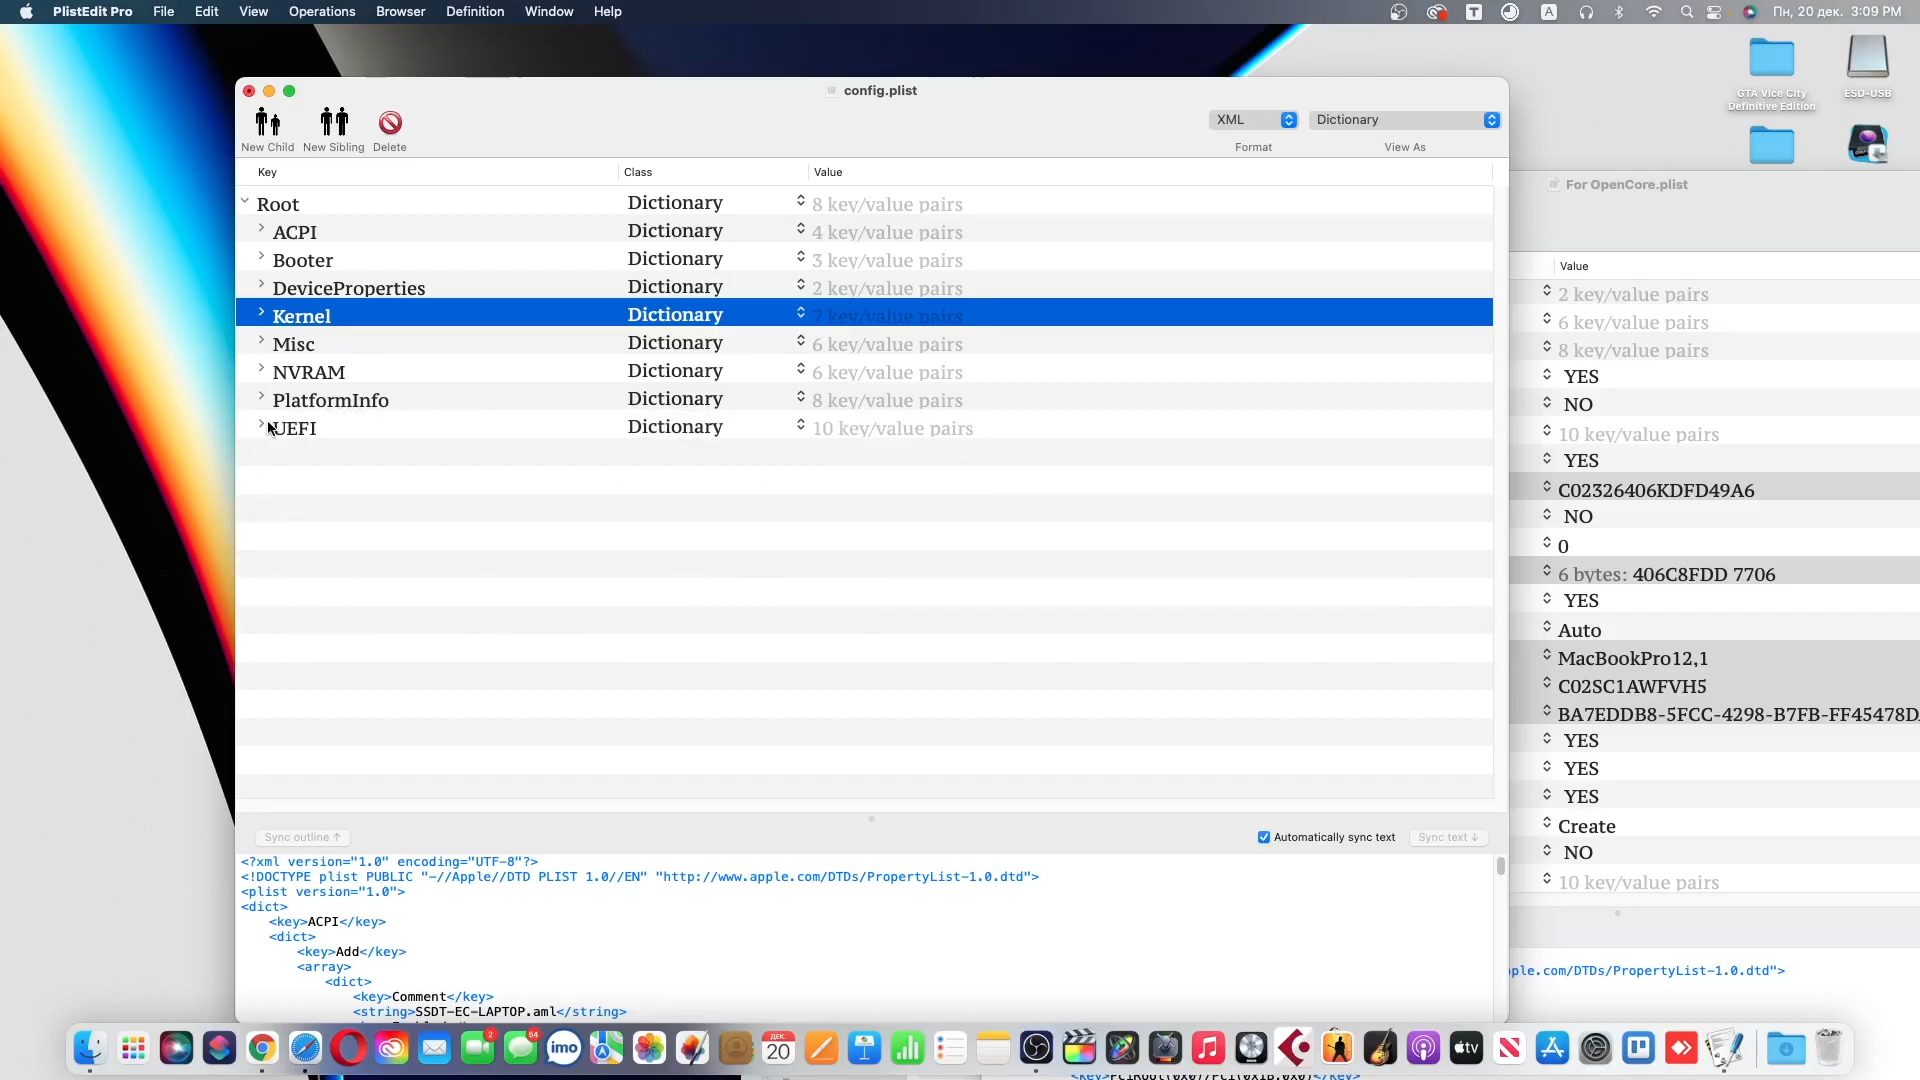 PlistEdit Pro File Edit View Operations Browser Definition Window Help
T A Пн, 20 дек. 3:09 PM
GTA Vice City
Definitive Edition
ESD-USB
config.plist
New Child New Sibling Delete
XML Dictionary
Format View As
Key Class Value
Root Dictionary 8 key/value pairs
ACPI Dictionary 4 key/value pairs
Booter Dictionary 3 key/value pairs
DeviceProperties Dictionary 2 key/value pairs
Kernel Dictionary 7 key/value pairs
Misc Dictionary 6 key/value pairs
NVRAM Dictionary 6 key/value pairs
PlatformInfo Dictionary 8 key/value pairs
UEFI Dictionary 10 key/value pairs
Sync outline ↑ Automatically sync text Sync text ↓
<?xml version="1.0" encoding="UTF-8"?>
<!DOCTYPE plist PUBLIC "-//Apple//DTD PLIST 1.0//EN" "http://www.apple.com/DTDs/PropertyList-1.0.dtd">
<plist version="1.0">
<dict>
<key>ACPI</key>
<dict>
<key>Add</key>
<array>
<dict>
<key>Comment</key>
<string>SSDT-EC-LAPTOP.aml</string>
For OpenCore.plist
Value
2 key/value pairs
6 key/value pairs
8 key/value pairs
YES
NO
10 key/value pairs
YES
C02326406KDFD49A6
NO
0
6 bytes: 406C8FDD 7706
YES
Auto
MacBookPro12,1
C02SC1AWFVH5
BA7EDDB8-5FCC-4298-B7FB-FF45478D
YES
YES
YES
Create
NO
10 key/value pairs
ple.com/DTDs/PropertyList-1.0.dtd">
2 64 imo ДЕК. 20 tv